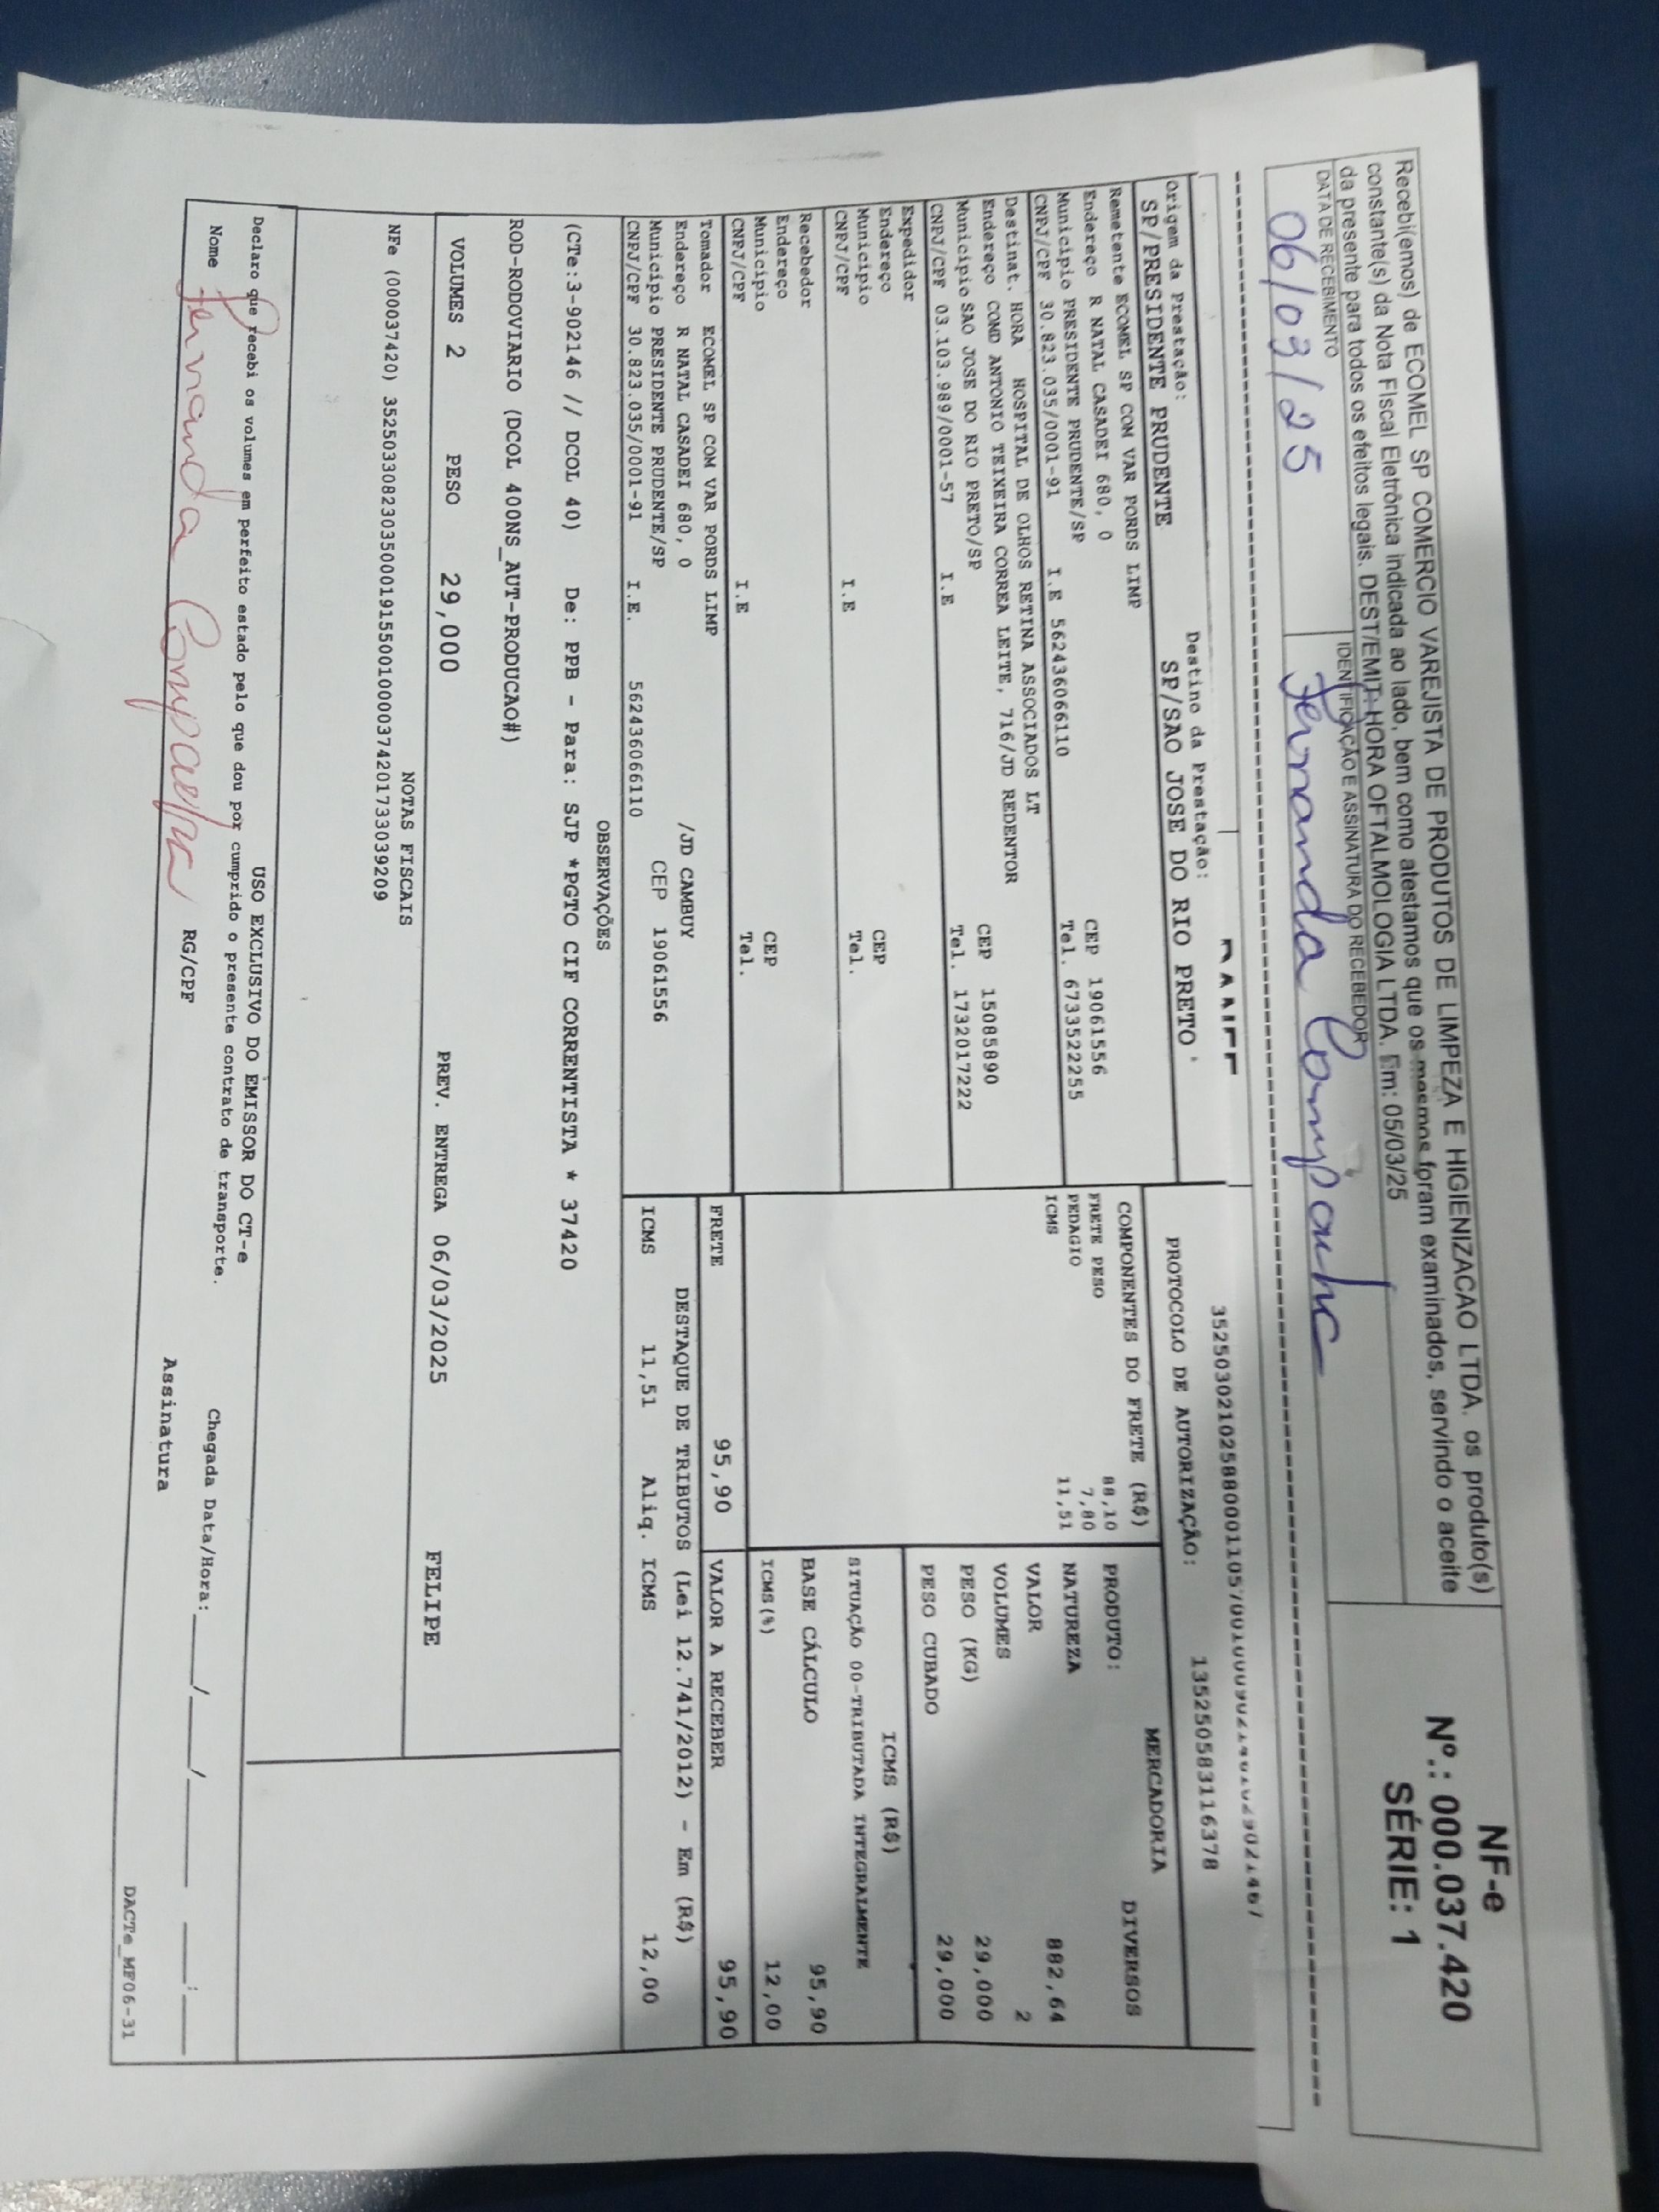 Recebi(emos) de ECOMEL SP COMERCIO VAREJISTA DE PRODUTOS DE LIMPEZA E HIGIENIZACAO LTDA. os produto(s)
constante(s) da Nota Fiscal Eletrônica indicada ao lado, bem como atestamos que os mesmos foram examinados, servindo o aceite
da presente para todos os efeitos legais. DEST/EMIT: HORA OFTALMOLOGIA LTDA. Em: 05/03/25
DATA DE RECEBIMENTO
IDENTIFICAÇÃO E ASSINATURA DO RECEBEDOR
06/03/25
Fernanda
NF-e
Nº.: 000.037.420
SÉRIE: 1
Origem da Prestação:
SP/PRESIDENTE PRUDENTE
Destino da Prestação:
SP/SAO JOSE DO RIO PRETO
PROTOCOLO DE AUTORIZAÇÃO: 135250583116378
Remetente ECOMEL SP COM VAR PORDS LIMP
Endereço R NATAL CASADEI 680, 0 CEP 19061556
Município PRESIDENTE PRUDENTE/SP Tel. 6733522255
CNPJ/CPF 30.823.035/0001-91 I.E 562436066110
Destinat. HORA HOSPITAL DE OLHOS RETINA ASSOCIADOS LT
Endereço COMD ANTONIO TEIXEIRA CORREA LEITE, 716/JD REDENTOR CEP 15085890
Município SAO JOSE DO RIO PRETO/SP Tel. 1732017222
CNPJ/CPF 03.103.989/0001-57 I.E
Expedidor
Endereço CEP
Município Tel.
CNPJ/CPF I.E
Recebedor
Endereço CEP
Município Tel.
CNPJ/CPF I.E
Tomador ECOMEL SP COM VAR PORDS LIMP
Endereço R NATAL CASADEI 680, 0 /JD CAMBUY
Município PRESIDENTE PRUDENTE/SP CEP 19061556
CNPJ/CPF 30.823.035/0001-91 I.E. 562436066110
COMPONENTES DO FRETE (R$)
FRETE PESO 88,10
PEDAGIO 7,80
ICMS 11,51
MERCADORIA
PRODUTO: DIVERSOS
NATUREZA
VALOR 882,64
VOLUMES 2
PESO (KG) 29,000
PESO CUBADO 29,000
ICMS (R$)
SITUAÇÃO 00-TRIBUTADA INTEGRALMENTE
BASE CÁLCULO 95,90
ICMS(%) 12,00
FRETE 95,90
VALOR A RECEBER 95,90
DESTAQUE DE TRIBUTOS (Lei 12.741/2012) - Em (R$)
ICMS 11,51 Aliq. ICMS 12,00
OBSERVAÇÕES
(CTe:3-902146 // DCOL 40) De: PPB - Para: SJP *PGTO CIF CORRENTISTA * 37420
ROD-RODOVIARIO (DCOL 400NS_AUT-PRODUCAO#)
VOLUMES 2 PESO 29,000 PREV. ENTREGA 06/03/2025 FELIPE
NOTAS FISCAIS
NFe (000037420) 35250330823035000191550010000374201733039209
USO EXCLUSIVO DO EMISSOR DO CT-e
Declaro que recebi os volumes em perfeito estado pelo que dou por cumprido o presente contrato de transporte.
Nome Fernanda RG/CPF Chegada Data/Hora:___/___/_____ ___:___
Assinatura
DACTe_MF06-31